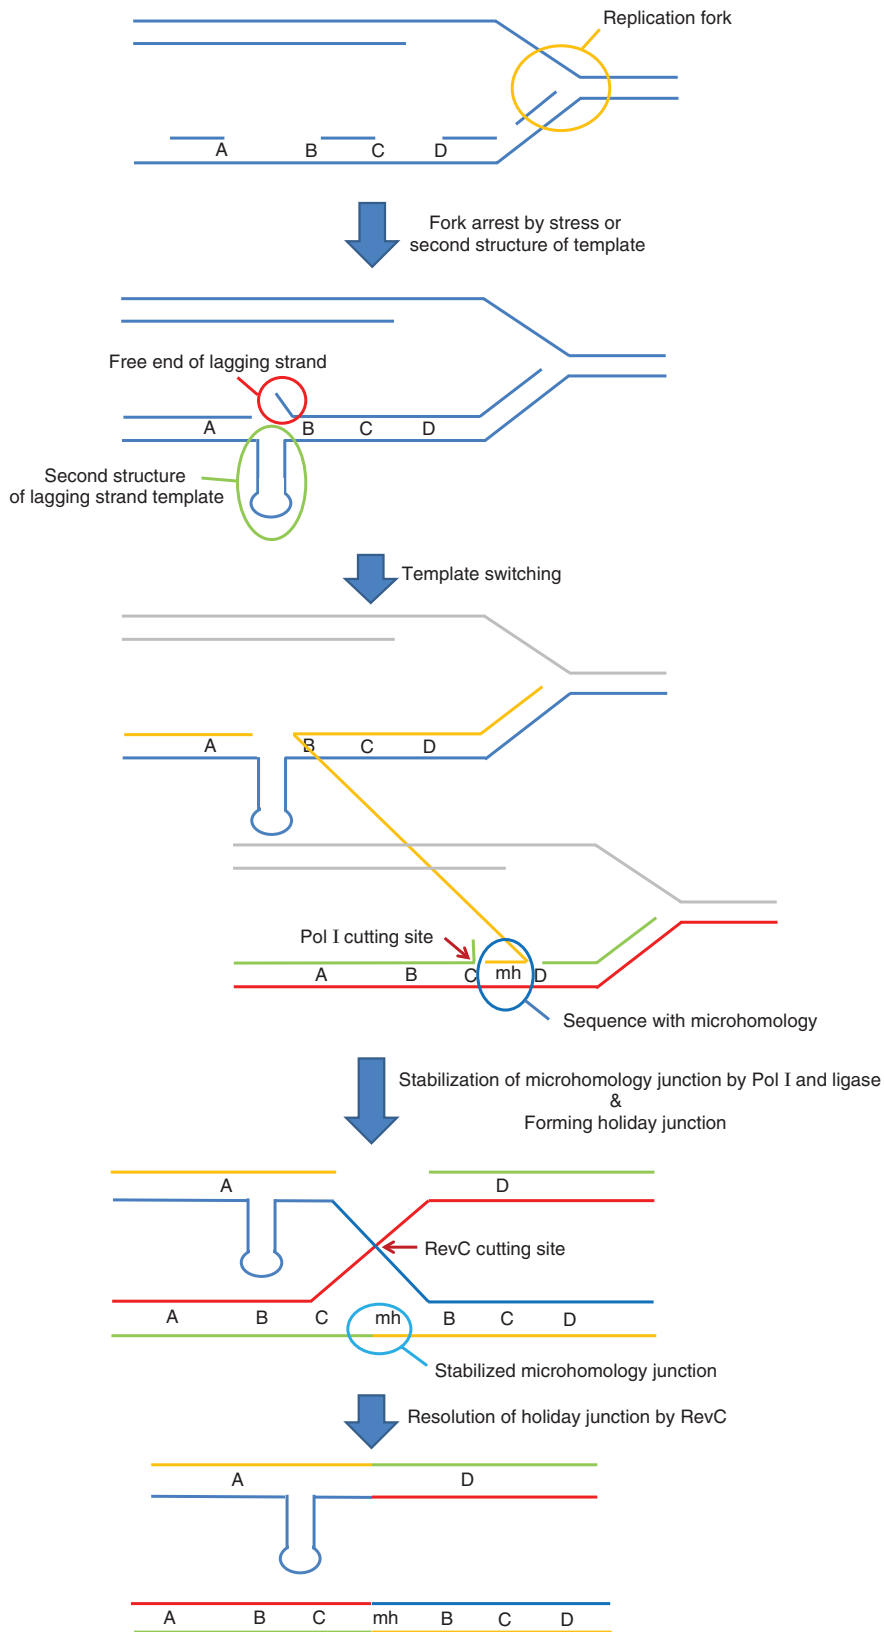 Replication fork
A B C D
Fork arrest by stress or
second structure of template
Free end of lagging strand
A B C D
Second structure
of lagging strand template
Template switching
A B C D
Pol I cutting site
A B C mh D
Sequence with microhomology
Stabilization of microhomology junction by Pol I and ligase
&
Forming holiday junction
A D
RevC cutting site
A B C mh B C D
Stabilized microhomology junction
Resolution of holiday junction by RevC
A D
A B C mh B C D